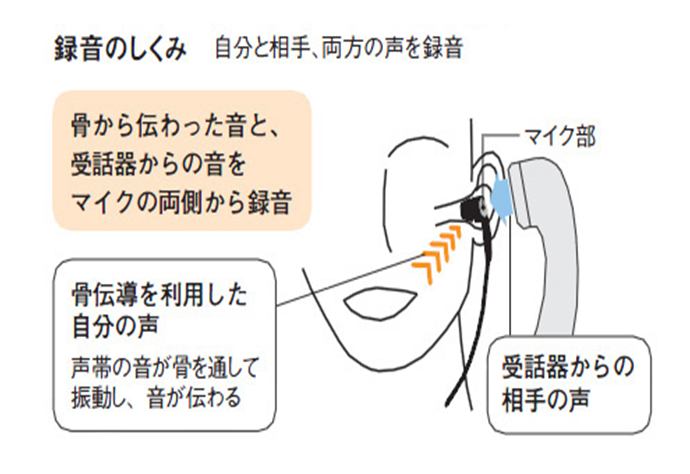 録音のしくみ 自分と相手、両方の声を録音
骨から伝わった音と、
受話器からの音を
マイクの両側から録音
マイク部
骨伝導を利用した
自分の声
声帯の音が骨を通して
振動し、音が伝わる
受話器からの
相手の声